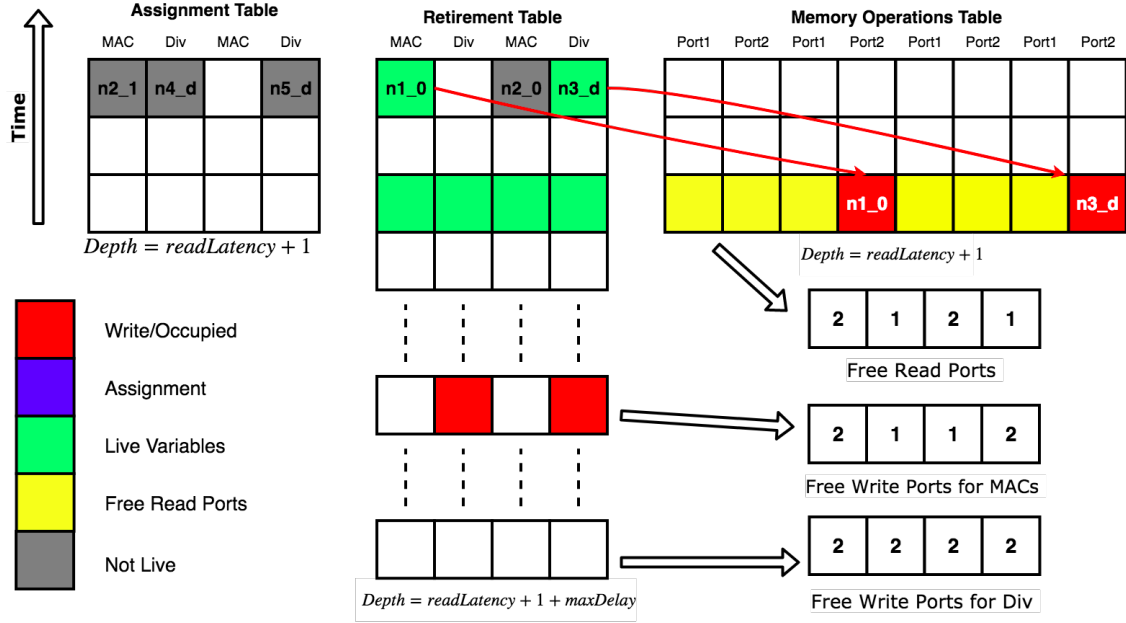 Assignment Table
Retirement Table
Memory Operations Table
MAC Div MAC Div
MAC Div MAC Div
Port1 Port2 Port1 Port2 Port1 Port2 Port1 Port2
Time
n2_1 n4_d n5_d
n1_0 n2_0 n3_d
n1_0 n3_d
Depth = readLatency + 1
Depth = readLatency + 1
Write/Occupied
Assignment
Live Variables
Free Read Ports
Not Live
2 1 2 1
Free Read Ports
2 1 1 2
Free Write Ports for MACs
2 2 2 2
Free Write Ports for Div
Depth = readLatency + 1 + maxDelay